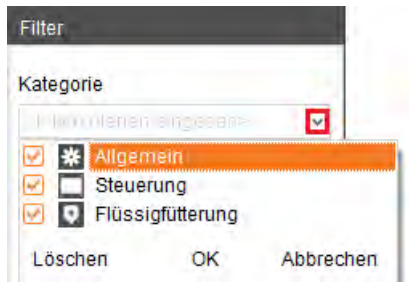 Filter
Kategorie
Allgemein
Steuerung
Flüssigfütterung
Löschen OK Abbrechen